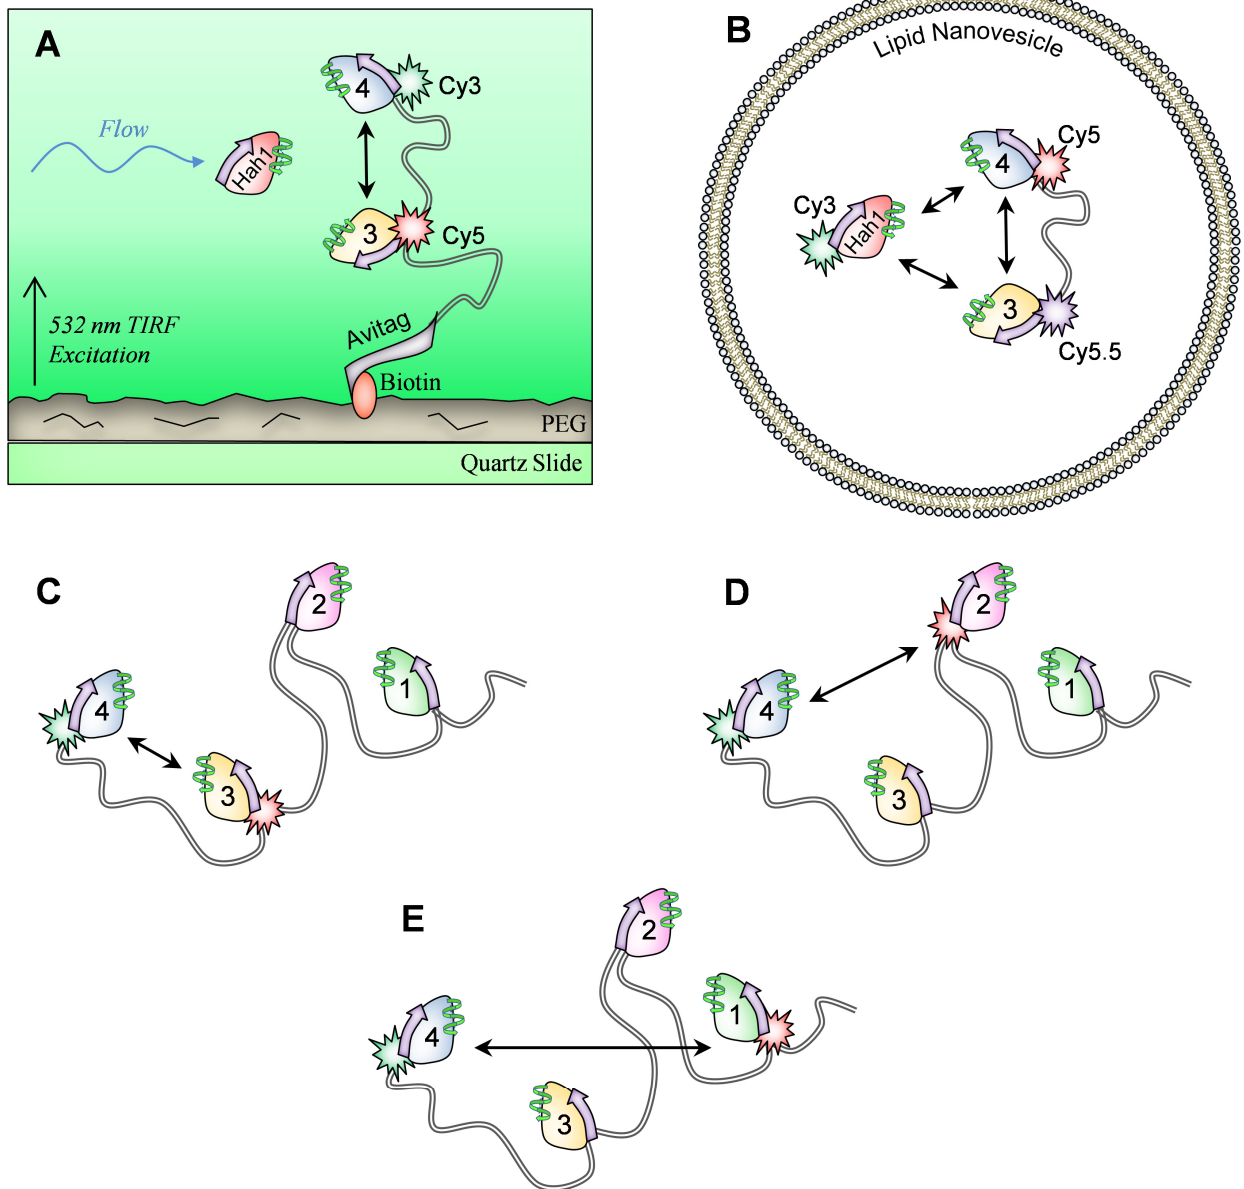 A
4
Cy3
Flow
Hah1
3
Cy5
532 nm TIRF
Excitation
Avitag
Biotin
PEG
Quartz Slide
B
Lipid Nanovesicle
Cy5
4
Cy3
Hah1
3
Cy5.5
C
2
1
4
3
D
2
1
4
3
E
2
1
4
3